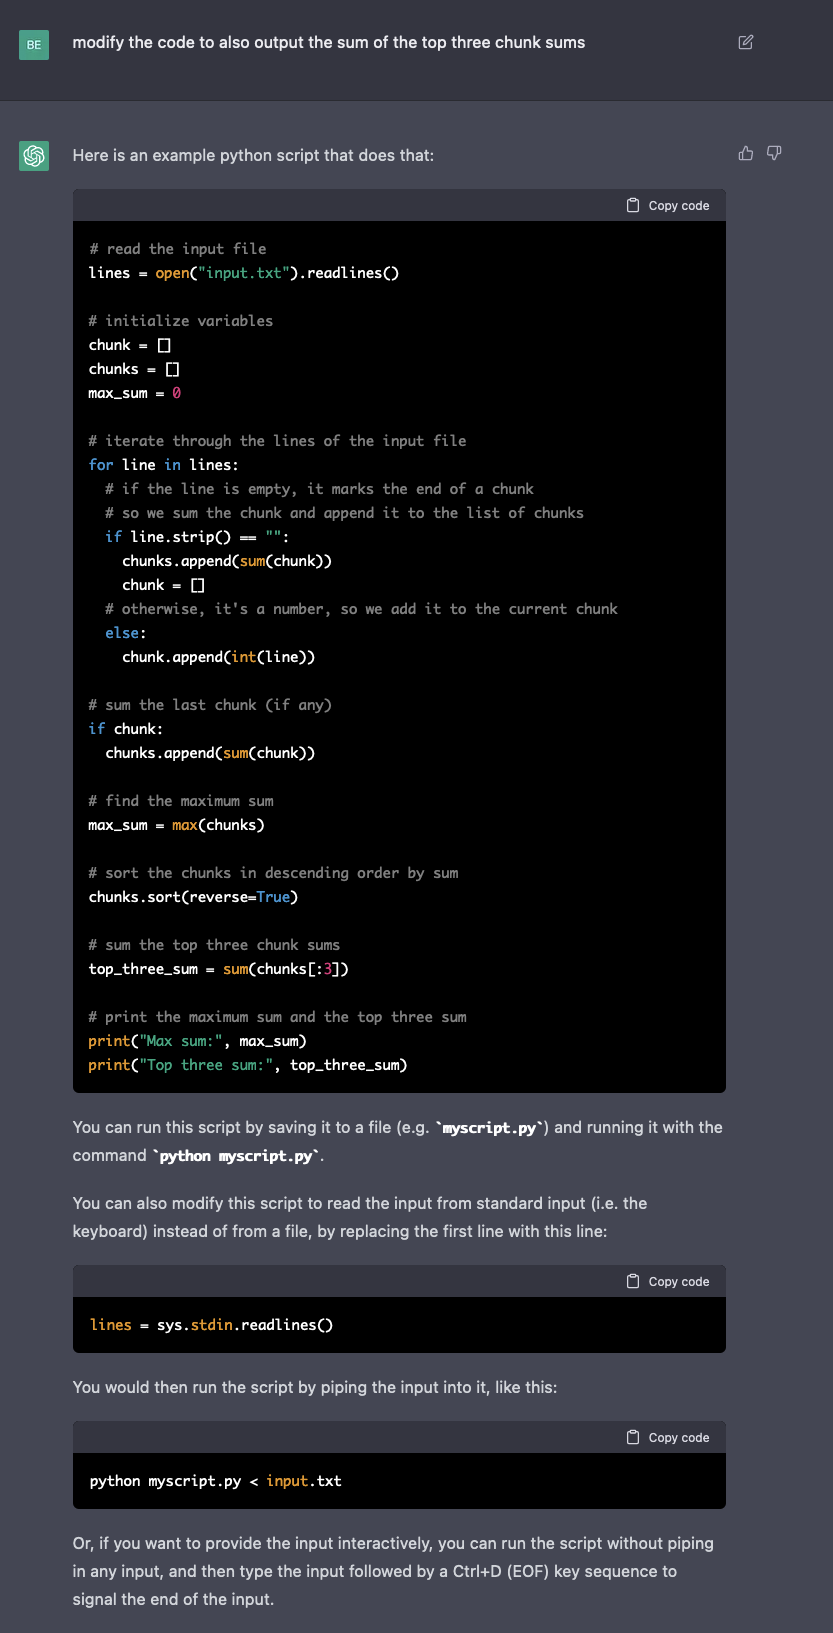 BE
modify the code to also output the sum of the top three chunk sums
Here is an example python script that does that:
Copy code
# read the input file
lines = open("input.txt").readlines()
# initialize variables
chunk = []
chunks = []
max_sum = 0
# iterate through the lines of the input file
for line in lines:
  # if the line is empty, it marks the end of a chunk
  # so we sum the chunk and append it to the list of chunks
  if line.strip() == "":
    chunks.append(sum(chunk))
    chunk = []
  # otherwise, it's a number, so we add it to the current chunk
  else:
    chunk.append(int(line))
# sum the last chunk (if any)
if chunk:
  chunks.append(sum(chunk))
# find the maximum sum
max_sum = max(chunks)
# sort the chunks in descending order by sum
chunks.sort(reverse=True)
# sum the top three chunk sums
top_three_sum = sum(chunks[:3])
# print the maximum sum and the top three sum
print("Max sum:", max_sum)
print("Top three sum:", top_three_sum)
You can run this script by saving it to a file (e.g. `myscript.py`) and running it with the
command `python myscript.py`.
You can also modify this script to read the input from standard input (i.e. the
keyboard) instead of from a file, by replacing the first line with this line:
Copy code
lines = sys.stdin.readlines()
You would then run the script by piping the input into it, like this:
Copy code
python myscript.py < input.txt
Or, if you want to provide the input interactively, you can run the script without piping
in any input, and then type the input followed by a Ctrl+D (EOF) key sequence to
signal the end of the input.